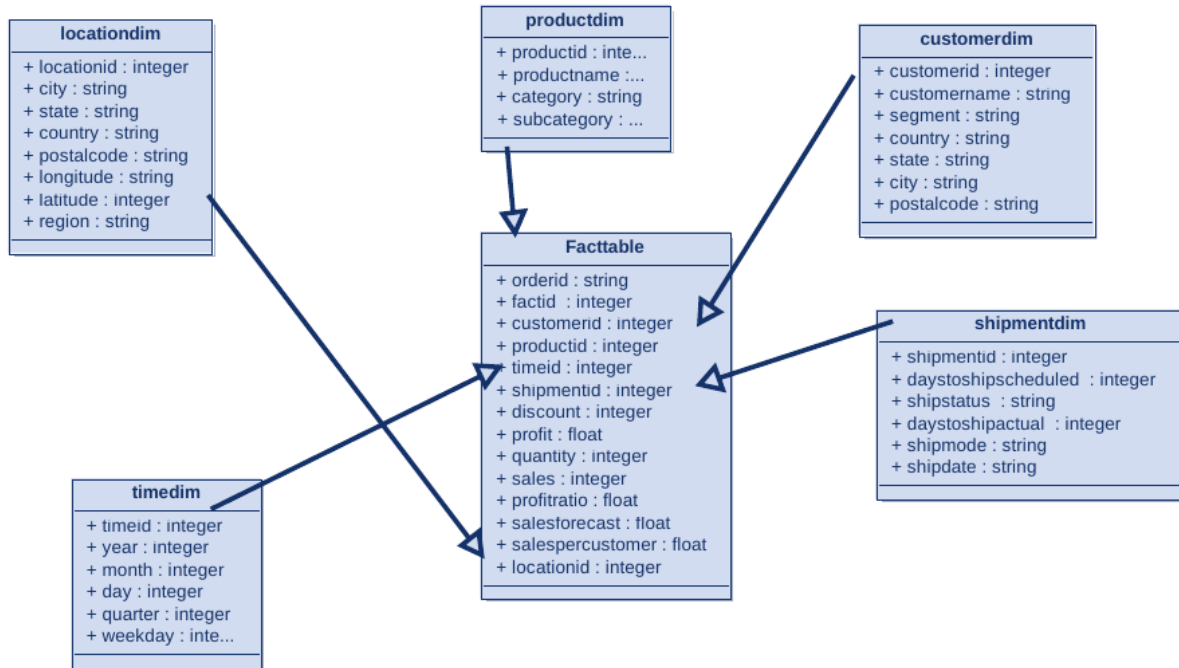 locationdim
+ locationid : integer
+ city : string
+ state : string
+ country : string
+ postalcode : string
+ longitude : string
+ latitude : integer
+ region : string
productdim
+ productid : inte...
+ productname :...
+ category : string
+ subcategory : ...
customerdim
+ customerid : integer
+ customername : string
+ segment : string
+ country : string
+ state : string
+ city : string
+ postalcode : string
Facttable
+ orderid : string
+ factid : integer
+ customerid : integer
+ productid : integer
+ timeid : integer
+ shipmentid : integer
+ discount : integer
+ profit : float
+ quantity : integer
+ sales : integer
+ profitratio : float
+ salesforecast : float
+ salespercustomer : float
+ locationid : integer
shipmentdim
+ shipmentid : integer
+ daystoshipscheduled : integer
+ shipstatus : string
+ daystoshipactual : integer
+ shipmode : string
+ shipdate : string
timedim
+ timeid : integer
+ year : integer
+ month : integer
+ day : integer
+ quarter : integer
+ weekday : inte...